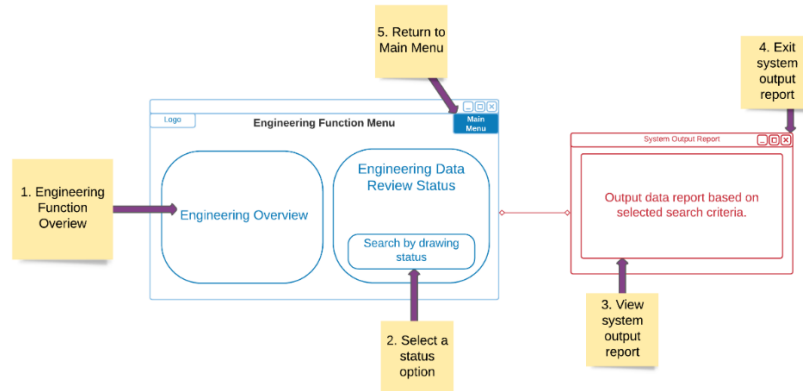 5. Return to
Main Menu
4. Exit
system
output
report
Logo
Engineering Function Menu
Main
Menu
System Output Report
1. Engineering
Function
Overiew
Engineering Overview
Engineering Data
Review Status
Search by drawing
status
Output data report based on
selected search criteria.
2. Select a
status
option
3. View
system
output
report